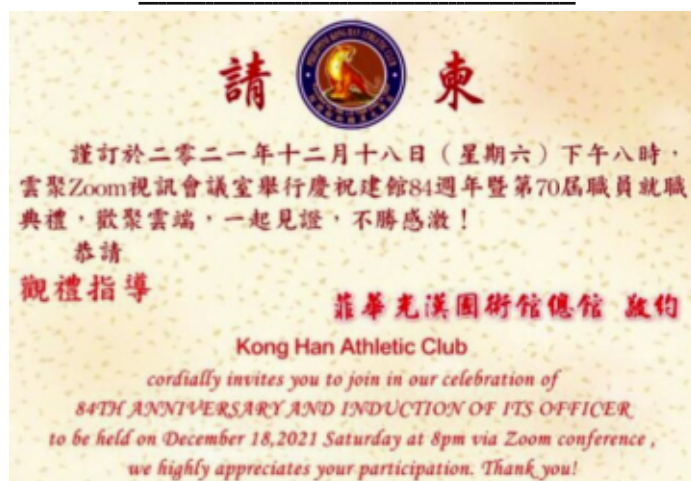 請 柬
PHILIPPINE KONG HAN ATHLETIC CLUB
謹訂於二零二一年十二月十八日（星期六）下午八時，
雲聚Zoom視訊會議室舉行慶祝建館84週年暨第70屆職員就職
典禮，歡聚雲端，一起見證，不勝感激！
恭請
觀禮指導
菲華光漢國術館總館 敬約
Kong Han Athletic Club
cordially invites you to join in our celebration of
84TH ANNIVERSARY AND INDUCTION OF ITS OFFICER
to be held on December 18,2021 Saturday at 8pm via Zoom conference ,
we highly appreciates your participation. Thank you!